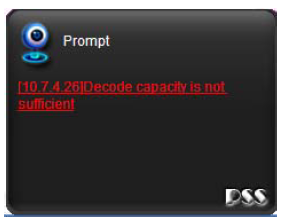 Prompt
[10.7.4.26]Decode capacity is not
sufficient
DSS